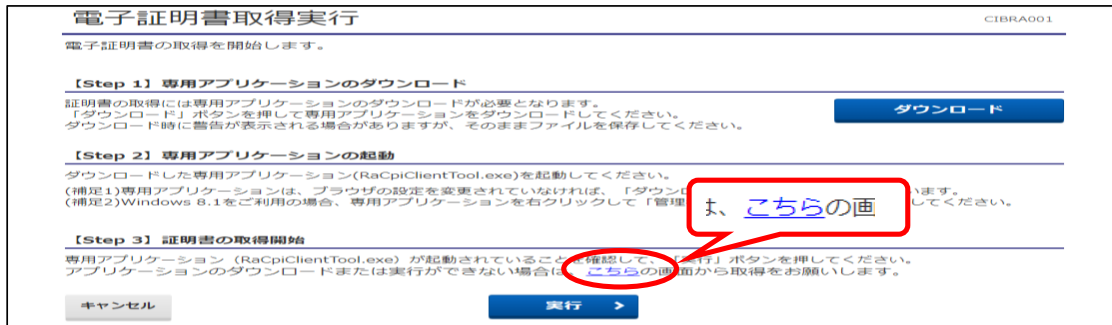 電子証明書取得実行
CIBRA001
電子証明書の取得を開始します。
【Step 1】専用アプリケーションのダウンロード
証明書の取得には専用アプリケーションのダウンロードが必要となります。
「ダウンロード」ボタンを押して専用アプリケーションをダウンロードしてください。
ダウンロード時に警告が表示される場合がありますが、そのままファイルを保存してください。
ダウンロード
【Step 2】専用アプリケーションの起動
ダウンロードした専用アプリケーション(RaCpiClientTool.exe)を起動してください。
(補足1)専用アプリケーションは、ブラウザの設定を変更されていなければ、「ダウンロ います。
(補足2)Windows 8.1をご利用の場合、専用アプリケーションを右クリックして「管理 してください。
は、こちらの画
【Step 3】証明書の取得開始
専用アプリケーション（RaCpiClientTool.exe）が起動されていることを確認して、「実行」ボタンを押してください。
アプリケーションのダウンロードまたは実行ができない場合は、こちらの画面から取得をお願いします。
キャンセル
実行 >